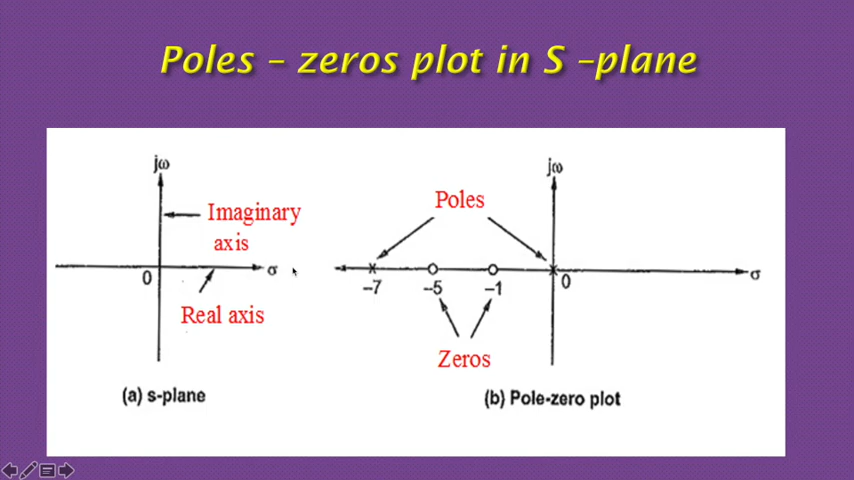 Poles – zeros plot in S –plane
jω
Imaginary
axis
0
σ
Real axis
(a) s-plane
jω
Poles
σ
–7
–5
–1
0
Zeros
(b) Pole-zero plot